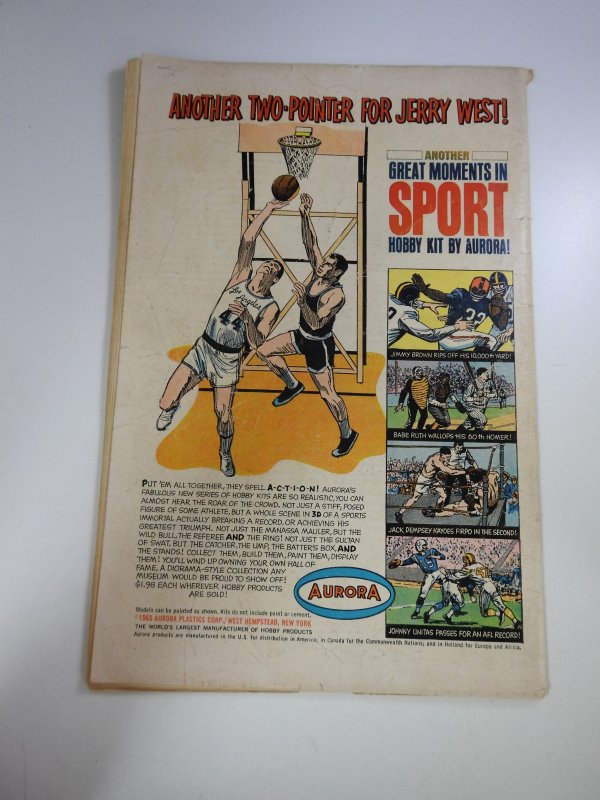 ANOTHER TWO-POINTER FOR JERRY WEST!
ANOTHER
GREAT MOMENTS IN
SPORT
HOBBY KIT BY AURORA!
Los Angeles
44
32
JIMMY BROWN RIPS OFF HIS 10,000th YARD!
BABE RUTH WALLOPS HIS 60th HOMER!
JACK DEMPSEY KAYOES FIRPO IN THE SECOND!
JOHNNY UNITAS PASSES FOR AN AFL RECORD!
PUT 'EM ALL TOGETHER, THEY SPELL A-C-T-I-O-N! AURORA'S
FABULOUS NEW SERIES OF HOBBY KITS ARE SO REALISTIC, YOU CAN
ALMOST HEAR THE ROAR OF THE CROWD. NOT JUST A STIFF, POSED
FIGURE OF SOME ATHLETE, BUT A WHOLE SCENE IN 3D OF A SPORTS
IMMORTAL ACTUALLY BREAKING A RECORD, OR ACHIEVING HIS
GREATEST TRIUMPH. NOT JUST THE MANASSA MAULER, BUT THE
WILD BULL, THE REFEREE AND THE RING! NOT JUST THE SULTAN
OF SWAT, BUT THE CATCHER, THE UMP, THE BATTER'S BOX, AND
THE STANDS! COLLECT THEM, BUILD THEM, PAINT THEM, DISPLAY
THEM! YOU'LL WIND UP OWNING YOUR OWN HALL OF
FAME, A DIORAMA-STYLE COLLECTION ANY
MUSEUM WOULD BE PROUD TO SHOW OFF!
$1.98 EACH WHEREVER HOBBY PRODUCTS
ARE SOLD!
AURORA
Models can be painted as shown. Kits do not include paint or cement.
©1965 AURORA PLASTICS CORP./WEST HEMPSTEAD, NEW YORK
THE WORLD'S LARGEST MANUFACTURER OF HOBBY PRODUCTS
Aurora products are manufactured in the U.S. for distribution in America; in Canada for the Commonwealth Nations; and in Holland for Europe and Africa.